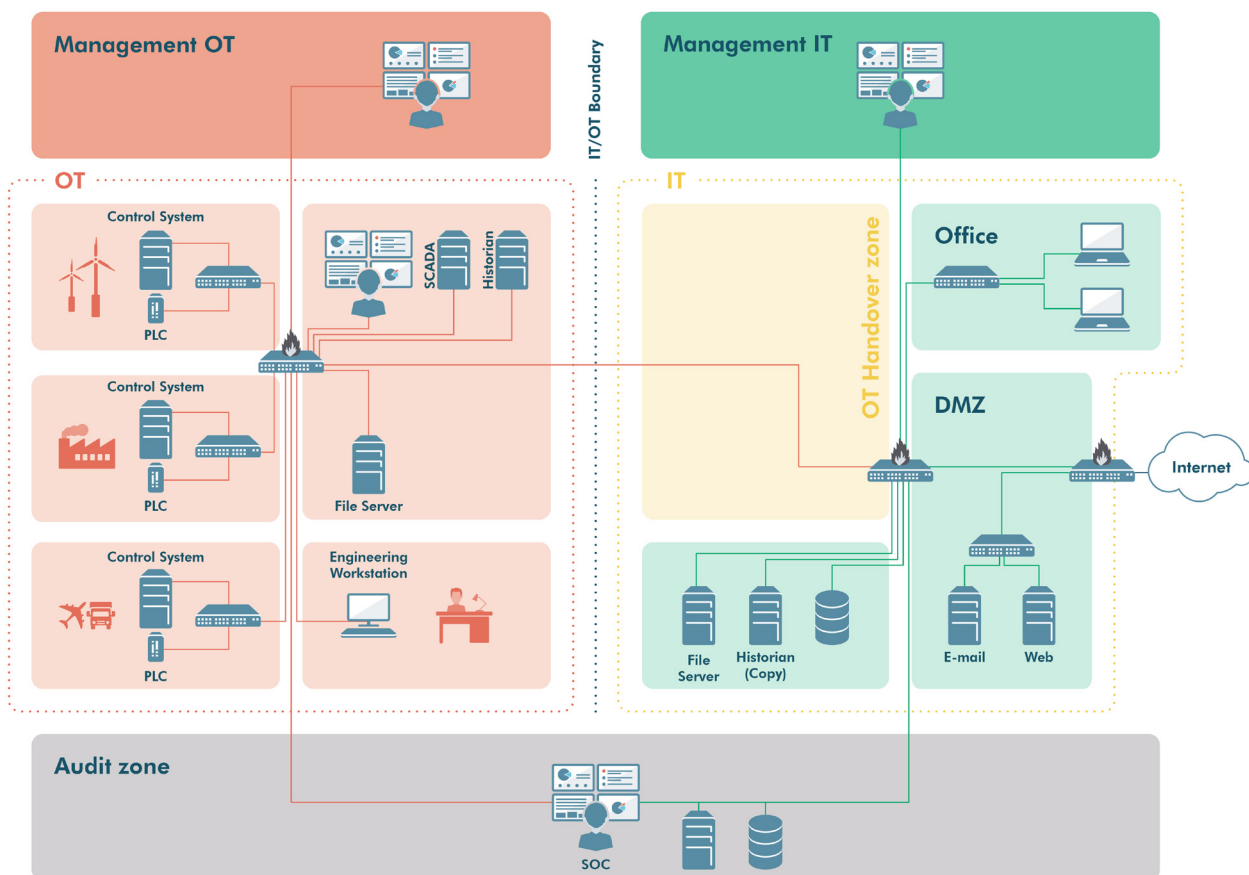 Management OT
IT/OT Boundary
Management IT
OT
IT
Control System
PLC
SCADA
Historian
OT Handover zone
Office
Control System
PLC
File Server
DMZ
Internet
Control System
PLC
Engineering
Workstation
File
Server
Historian
(Copy)
E-mail
Web
Audit zone
SOC